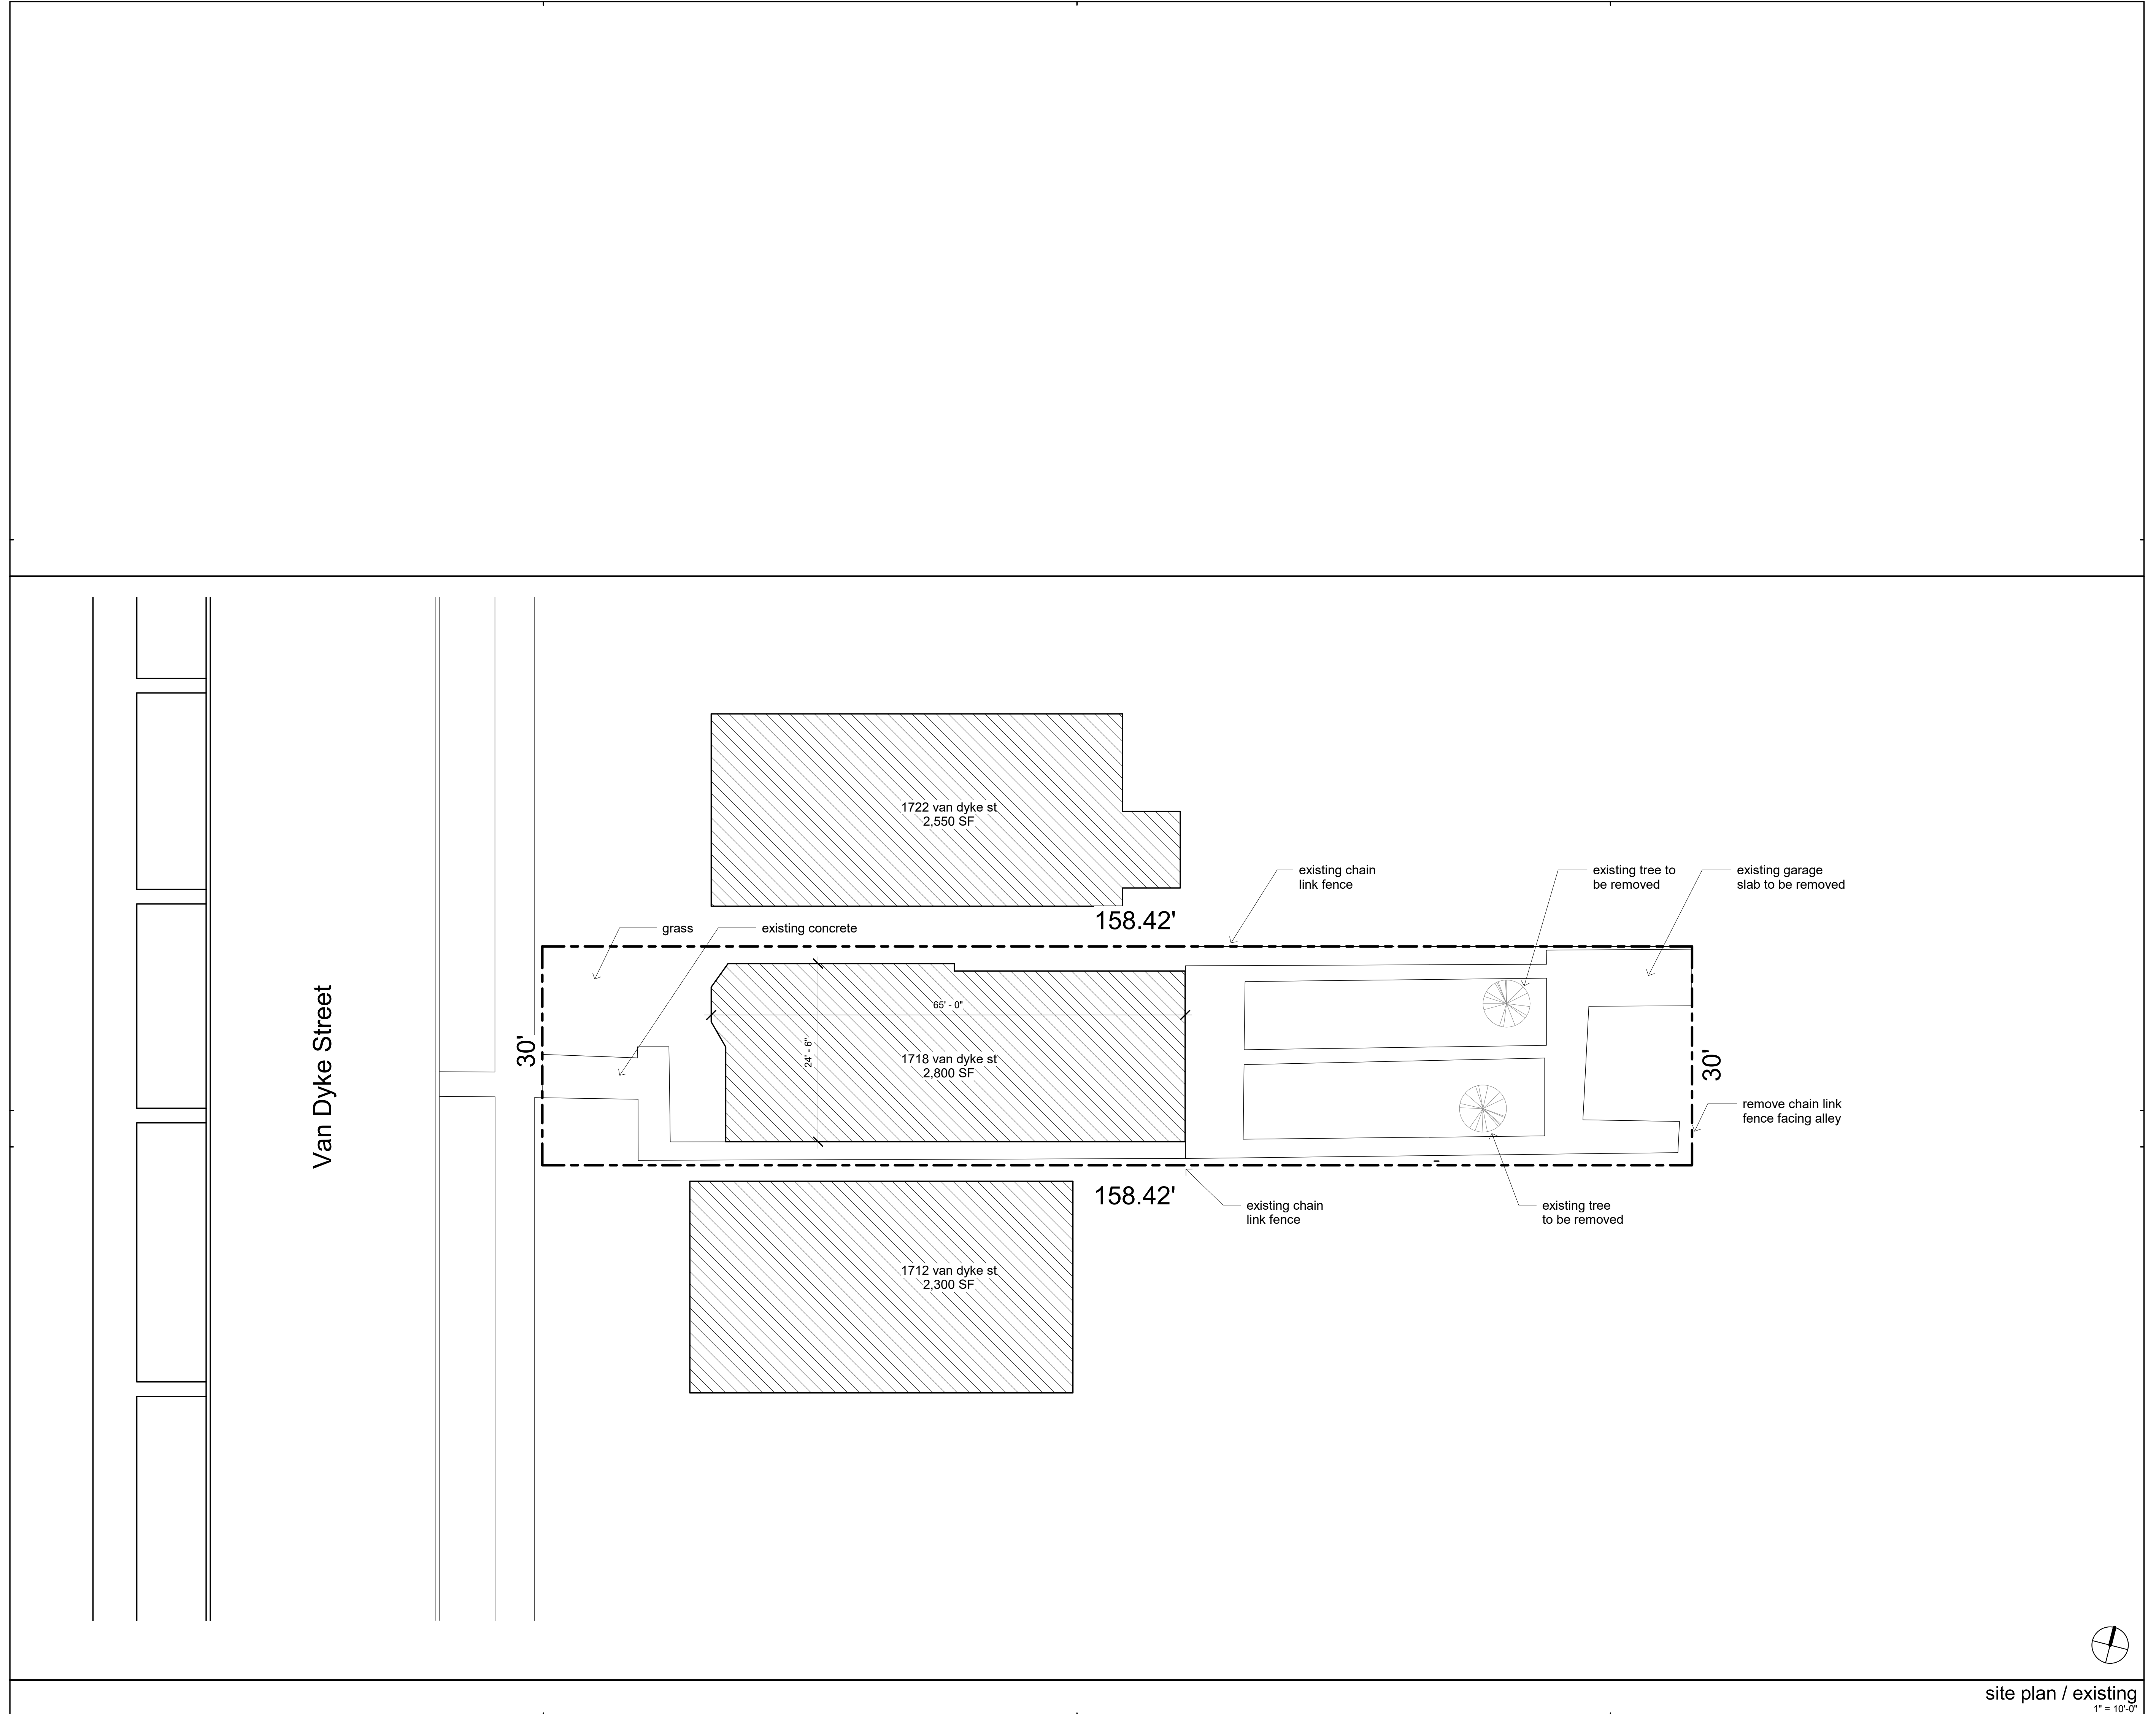 1722 van dyke st
2,550 SF
existing chain
link fence
existing tree to
be removed
existing garage
slab to be removed
158.42'
grass
existing concrete
65' - 0"
24' - 6"
1718 van dyke st
2,800 SF
Van Dyke Street
30'
30'
remove chain link
fence facing alley
158.42'
existing chain
link fence
existing tree
to be removed
1712 van dyke st
2,300 SF
site plan / existing
1" = 10'-0"